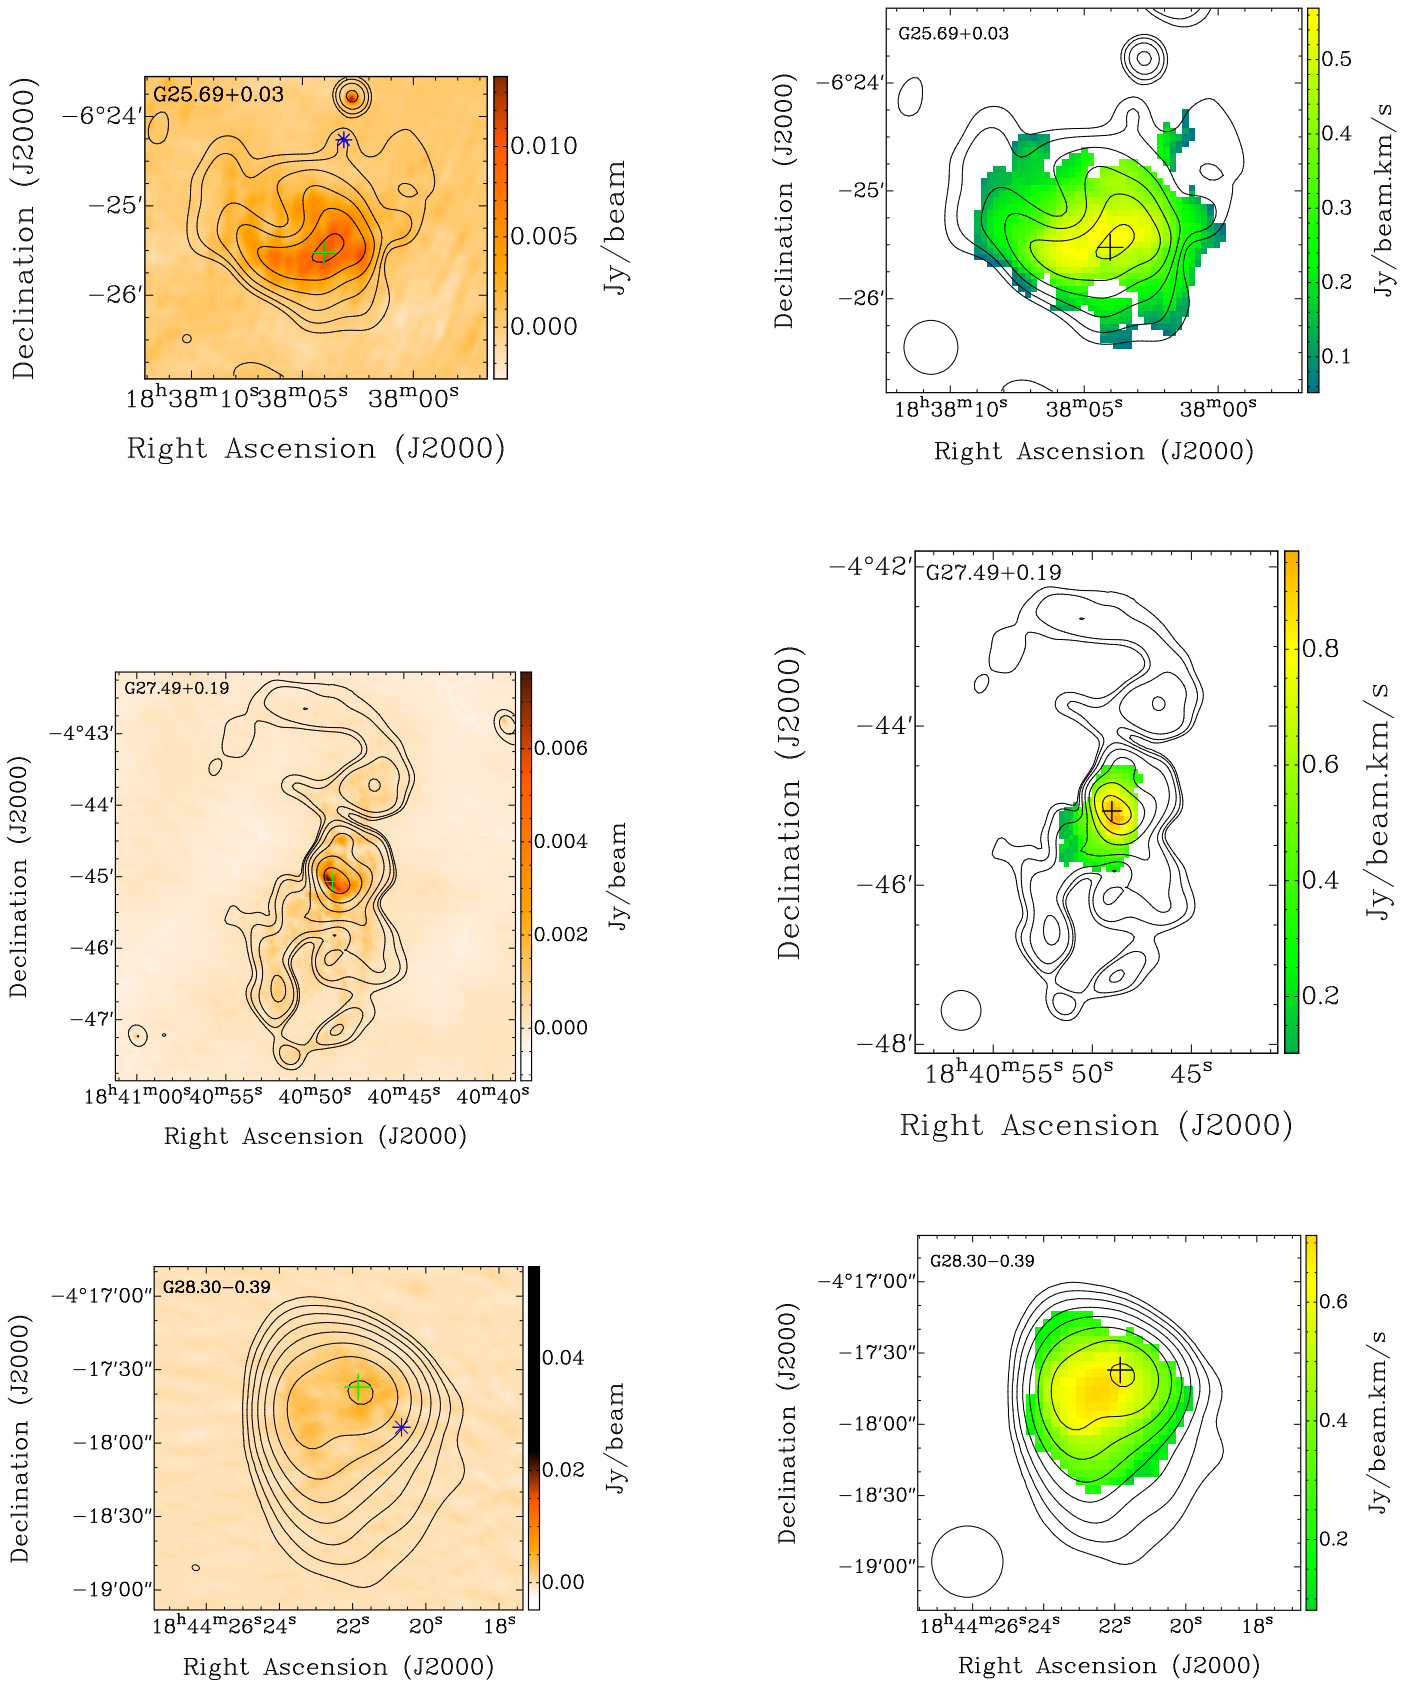 G25.69+0.03
−6°24′
−25′
−26′
18ʰ38ᵐ10ˢ38ᵐ05ˢ 38ᵐ00ˢ
Right Ascension (J2000)
Declination (J2000)
0.010
0.005
0.000
Jy/beam
G25.69+0.03
−6°24′
−25′
−26′
18ʰ38ᵐ10ˢ 38ᵐ05ˢ 38ᵐ00ˢ
Right Ascension (J2000)
Declination (J2000)
0.5
0.4
0.3
0.2
0.1
Jy/beam.km/s
G27.49+0.19
−4°43′
−44′
−45′
−46′
−47′
18ʰ41ᵐ00ˢ40ᵐ55ˢ 40ᵐ50ˢ 40ᵐ45ˢ 40ᵐ40ˢ
Right Ascension (J2000)
Declination (J2000)
0.006
0.004
0.002
0.000
Jy/beam
G27.49+0.19
−4°42′
−44′
−46′
−48′
18ʰ40ᵐ55ˢ 50ˢ 45ˢ
Right Ascension (J2000)
Declination (J2000)
0.8
0.6
0.4
0.2
Jy/beam.km/s
G28.30−0.39
−4°17′00″
−17′30″
−18′00″
−18′30″
−19′00″
18ʰ44ᵐ26ˢ24ˢ 22ˢ 20ˢ 18ˢ
Right Ascension (J2000)
Declination (J2000)
0.04
0.02
0.00
Jy/beam
G28.30−0.39
−4°17′00″
−17′30″
−18′00″
−18′30″
−19′00″
18ʰ44ᵐ26ˢ24ˢ 22ˢ 20ˢ 18ˢ
Right Ascension (J2000)
Declination (J2000)
0.6
0.4
0.2
Jy/beam.km/s